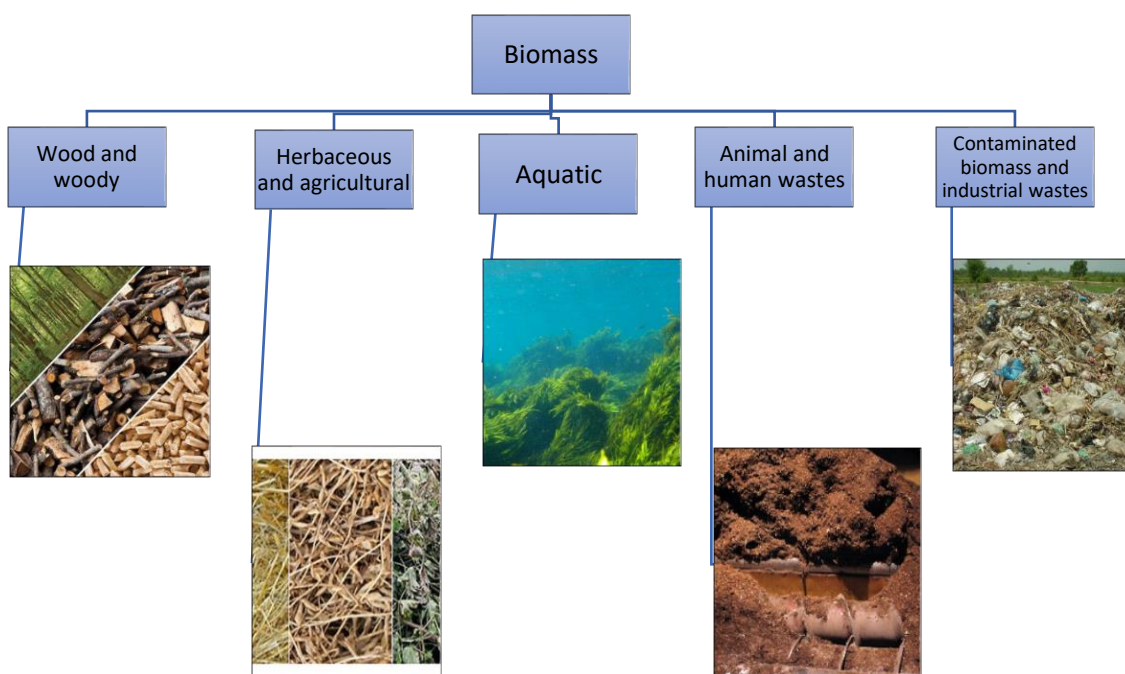 Biomass
Wood and
woody
Herbaceous
and agricultural
Aquatic
Animal and
human wastes
Contaminated
biomass and
industrial wastes